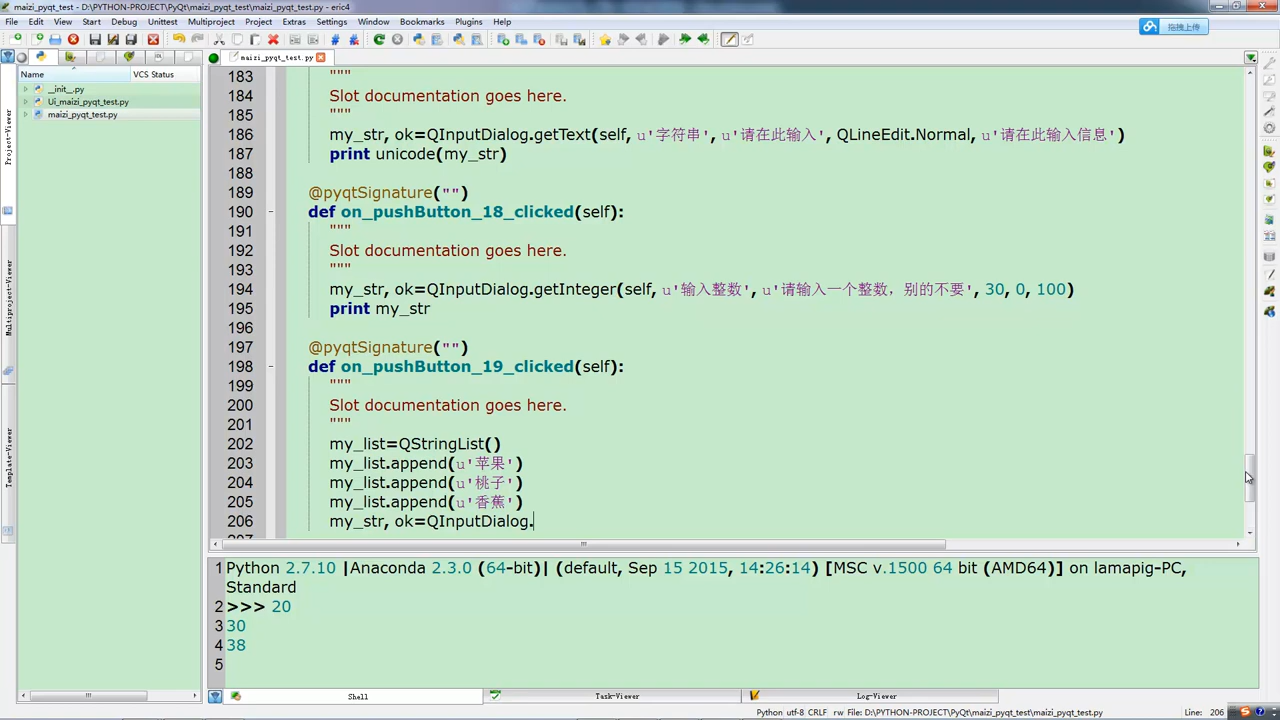 maizi_pyqt_test - D:\PYTHON-PROJECT\PyQt\maizi_pyqt_test\maizi_pyqt_test.py - eric4
File Edit View Start Debug Unittest Multiproject Project Extras Settings Window Bookmarks Plugins Help
拖拽上传
maizi_pyqt_test.py
Name VCS Status
__init__.py
Ui_maizi_pyqt_test.py
maizi_pyqt_test.py
Project-Viewer
Multiproject-Viewer
Template-Viewer
183 """
184 Slot documentation goes here.
185 """
186 my_str, ok=QInputDialog.getText(self, u'字符串', u'请在此输入', QLineEdit.Normal, u'请在此输入信息')
187 print unicode(my_str)
188
189 @pyqtSignature("")
190 def on_pushButton_18_clicked(self):
191 """
192 Slot documentation goes here.
193 """
194 my_str, ok=QInputDialog.getInteger(self, u'输入整数', u'请输入一个整数，别的不要', 30, 0, 100)
195 print my_str
196
197 @pyqtSignature("")
198 def on_pushButton_19_clicked(self):
199 """
200 Slot documentation goes here.
201 """
202 my_list=QStringList()
203 my_list.append(u'苹果')
204 my_list.append(u'桃子')
205 my_list.append(u'香蕉')
206 my_str, ok=QInputDialog.
1 Python 2.7.10 |Anaconda 2.3.0 (64-bit)| (default, Sep 15 2015, 14:26:14) [MSC v.1500 64 bit (AMD64)] on lamapig-PC,
Standard
2 >>> 20
3 30
4 38
5
Shell Task-Viewer Log-Viewer
Python utf-8 CRLF rw File: D:\PYTHON-PROJECT\PyQt\maizi_pyqt_test\maizi_pyqt_test.py Line: 206